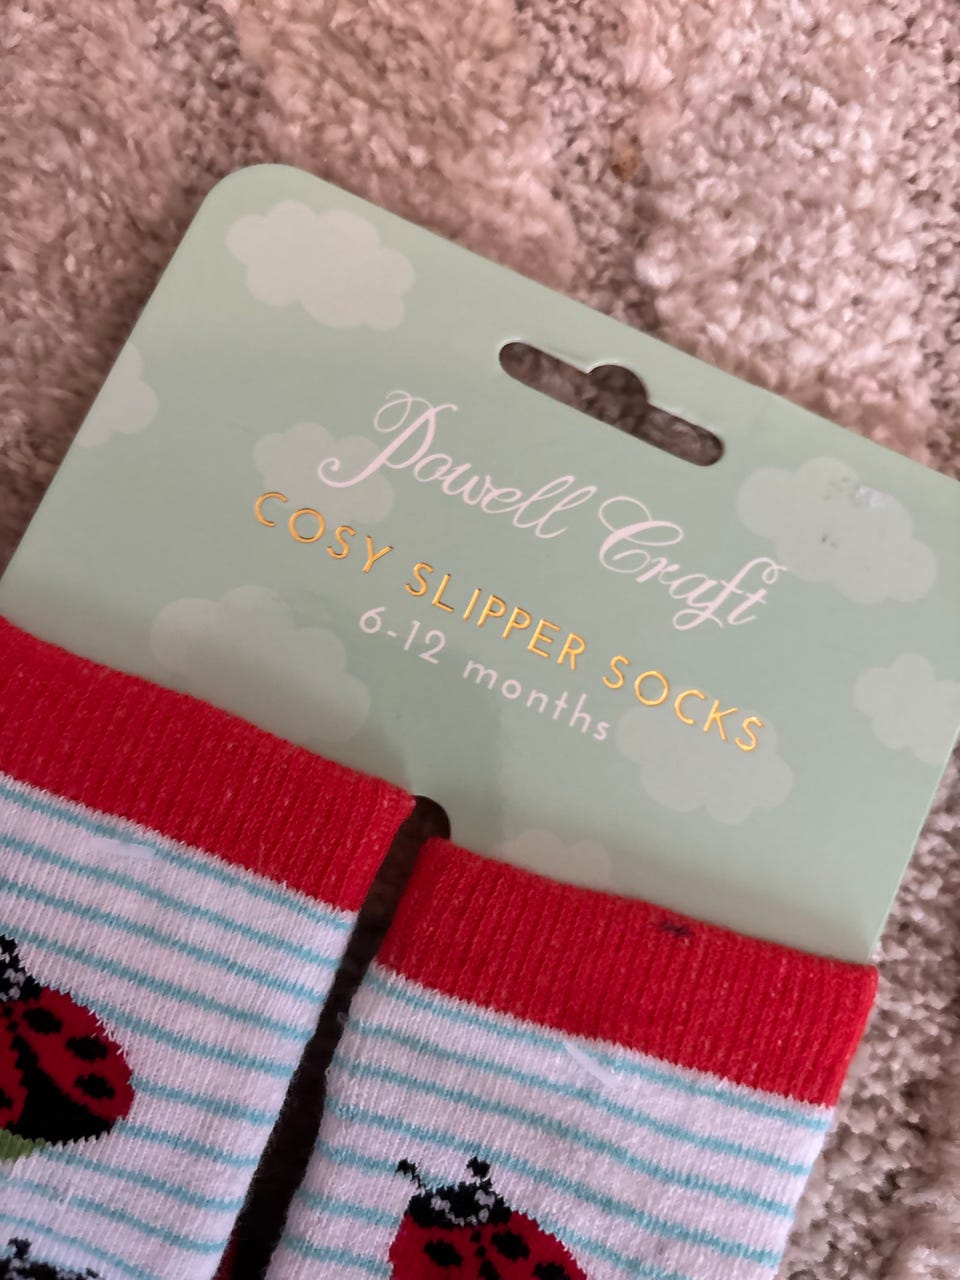 Powell Craft
COSY SLIPPER SOCKS
6-12 months